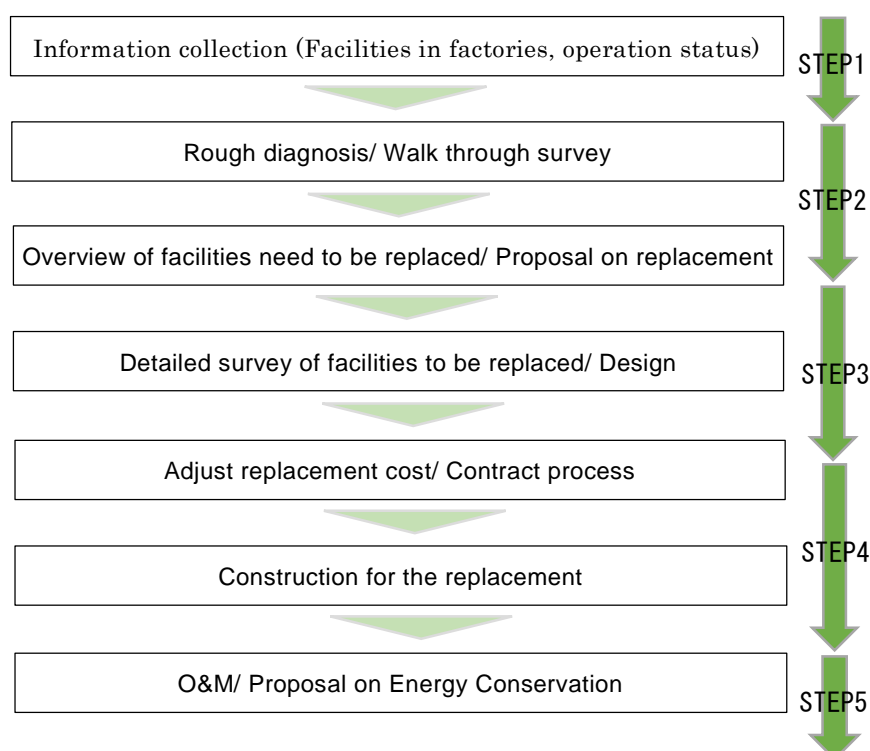 Information collection (Facilities in factories, operation status)
STEP1
Rough diagnosis/ Walk through survey
STEP2
Overview of facilities need to be replaced/ Proposal on replacement
Detailed survey of facilities to be replaced/ Design
STEP3
Adjust replacement cost/ Contract process
STEP4
Construction for the replacement
O&M/ Proposal on Energy Conservation
STEP5